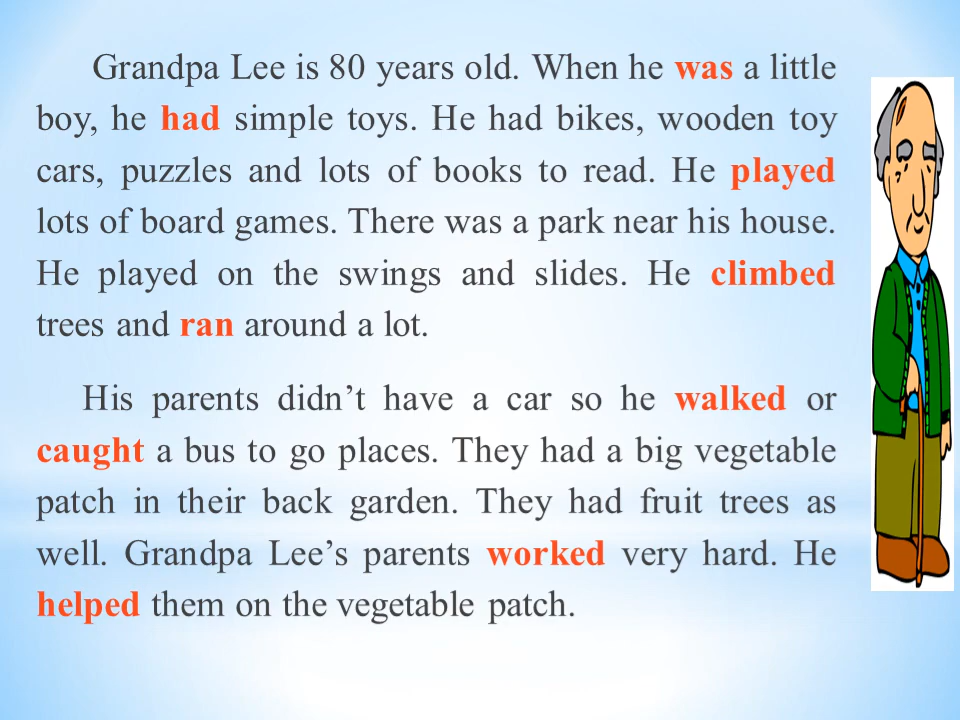 Grandpa Lee is 80 years old. When he was a little
boy, he had simple toys. He had bikes, wooden toy
cars, puzzles and lots of books to read. He played
lots of board games. There was a park near his house.
He played on the swings and slides. He climbed
trees and ran around a lot.
His parents didn’t have a car so he walked or
caught a bus to go places. They had a big vegetable
patch in their back garden. They had fruit trees as
well. Grandpa Lee’s parents worked very hard. He
helped them on the vegetable patch.